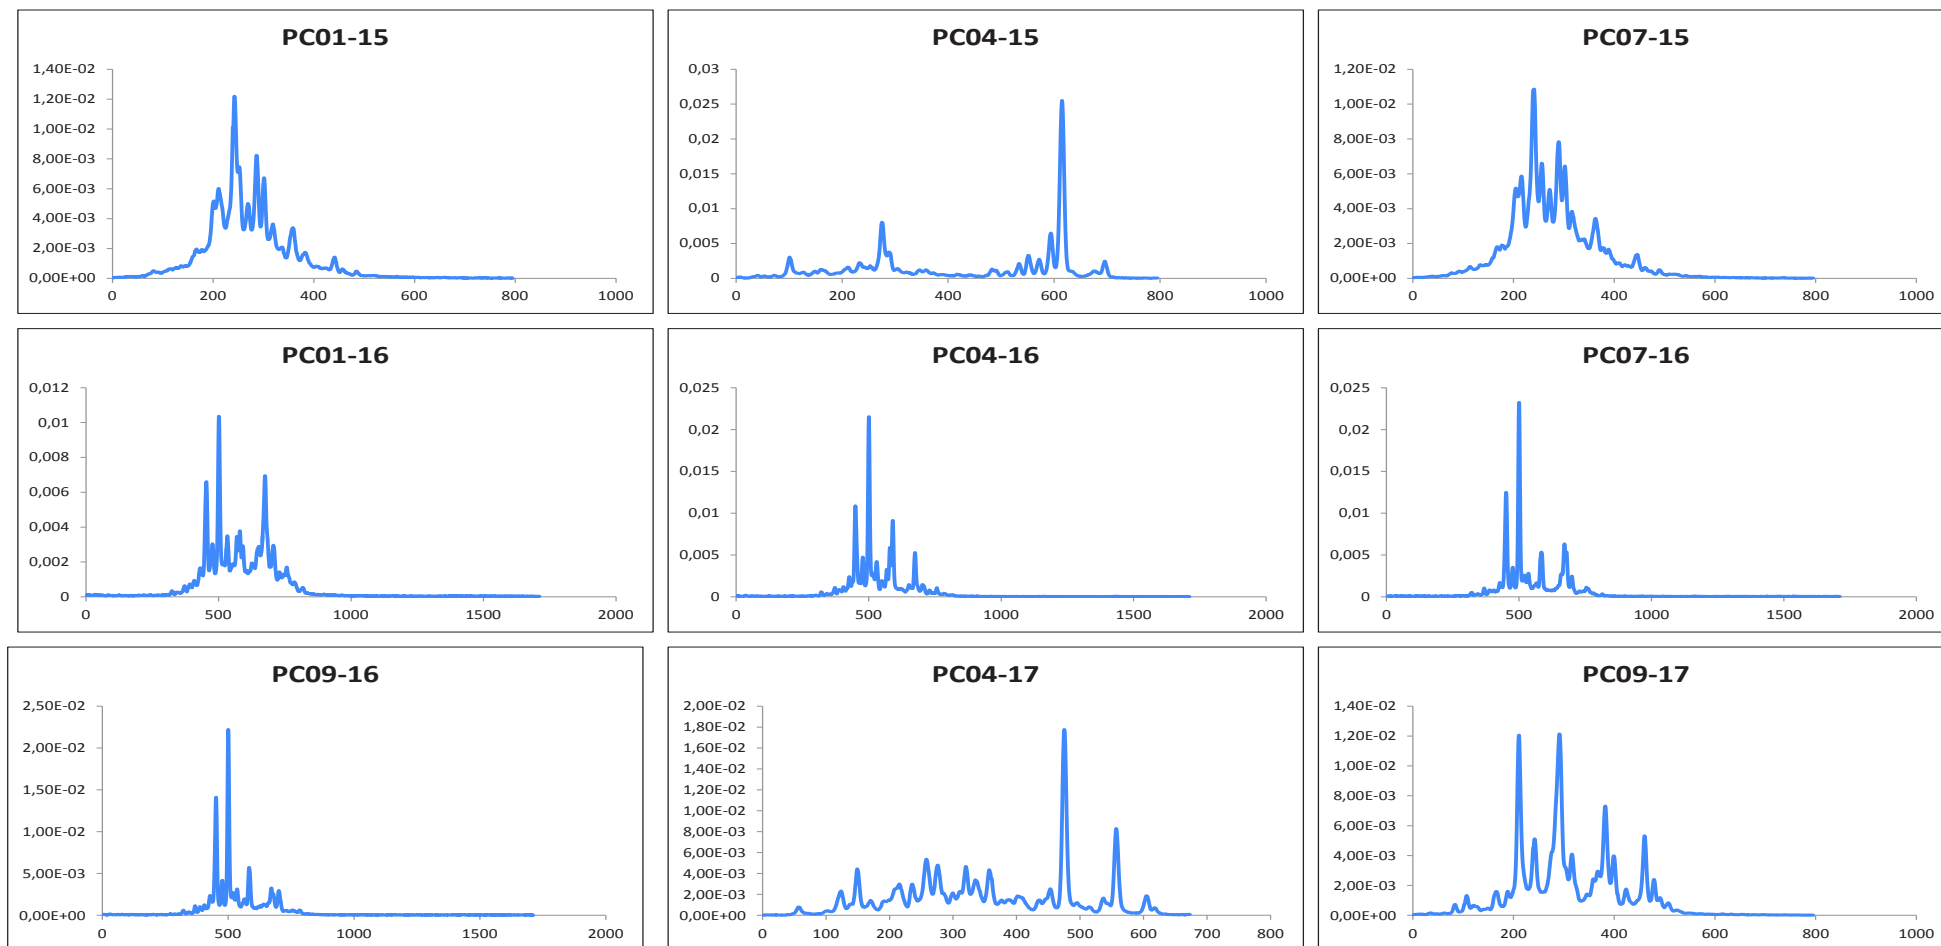 PC01-15
1,40E-02
1,20E-02
1,00E-02
8,00E-03
6,00E-03
4,00E-03
2,00E-03
0,00E+00
0 200 400 600 800 1000
PC04-15
0,03
0,025
0,02
0,015
0,01
0,005
0
0 200 400 600 800 1000
PC07-15
1,20E-02
1,00E-02
8,00E-03
6,00E-03
4,00E-03
2,00E-03
0,00E+00
0 200 400 600 800 1000
PC01-16
0,012
0,01
0,008
0,006
0,004
0,002
0
0 500 1000 1500 2000
PC04-16
0,025
0,02
0,015
0,01
0,005
0
0 500 1000 1500 2000
PC07-16
0,025
0,02
0,015
0,01
0,005
0
0 500 1000 1500 2000
PC09-16
2,50E-02
2,00E-02
1,50E-02
1,00E-02
5,00E-03
0,00E+00
0 500 1000 1500 2000
PC04-17
2,00E-02
1,80E-02
1,60E-02
1,40E-02
1,20E-02
1,00E-02
8,00E-03
6,00E-03
4,00E-03
2,00E-03
0,00E+00
0 100 200 300 400 500 600 700 800
PC09-17
1,40E-02
1,20E-02
1,00E-02
8,00E-03
6,00E-03
4,00E-03
2,00E-03
0,00E+00
0 200 400 600 800 1000